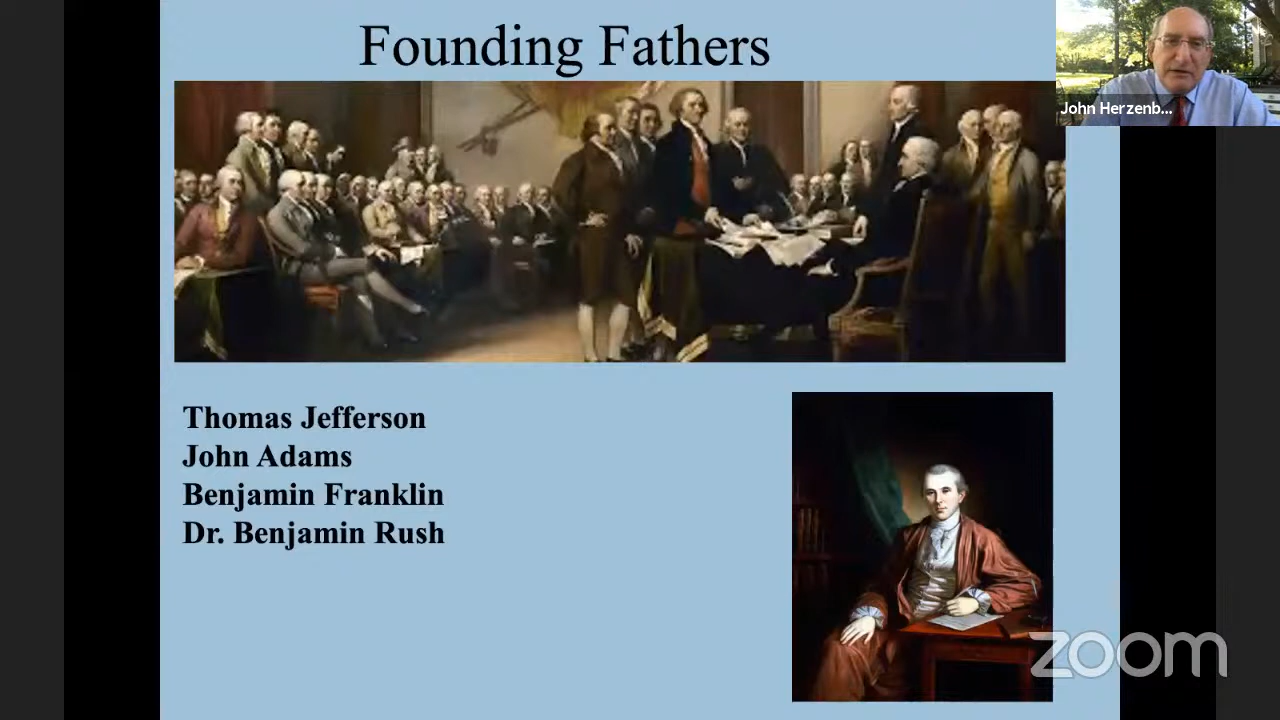 Founding Fathers
John Herzenb...
Thomas Jefferson
John Adams
Benjamin Franklin
Dr. Benjamin Rush
zoom